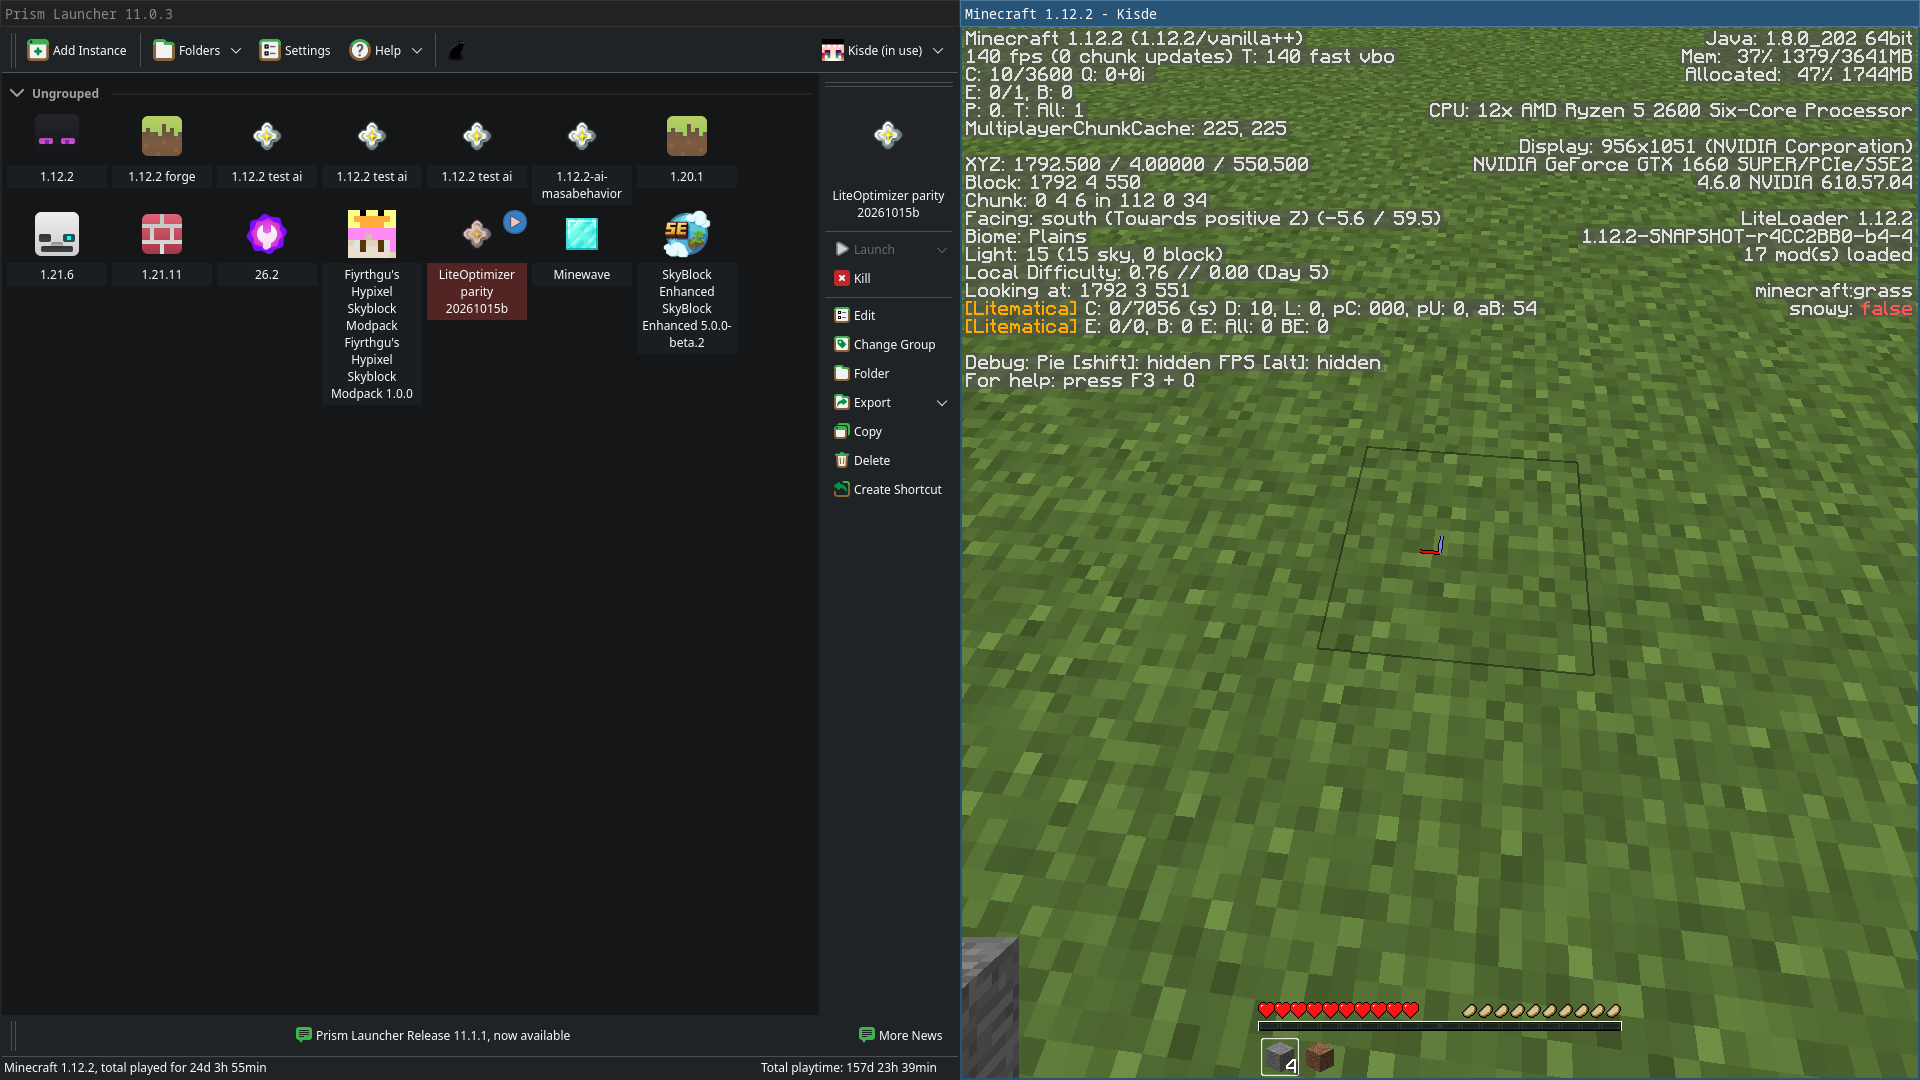 Prism Launcher 11.0.3
Add Instance
Folders
Settings
Help
Kisde (in use)
Ungrouped
1.12.2
1.12.2 forge
1.12.2 test ai
1.12.2 test ai
1.12.2 test ai
1.12.2-ai-
masabehavior
1.20.1
1.21.6
1.21.11
26.2
Fiyrthgu's
Hypixel
Skyblock
Modpack
Fiyrthgu's
Hypixel
Skyblock
Modpack 1.0.0
LiteOptimizer
parity
20261015b
Minewave
SE
SkyBlock
Enhanced
SkyBlock
Enhanced 5.0.0-
beta.2
LiteOptimizer parity
20261015b
Launch
Kill
Edit
Change Group
Folder
Export
Copy
Delete
Create Shortcut
Prism Launcher Release 11.1.1, now available
More News
Minecraft 1.12.2, total played for 24d 3h 55min
Total playtime: 157d 23h 39min
Minecraft 1.12.2 - Kisde
Minecraft 1.12.2 (1.12.2/vanilla++)
140 fps (0 chunk updates) T: 140 fast vbo
C: 10/3600 Q: 0+0i
E: 0/1, B: 0
P: 0. T: All: 1
MultiplayerChunkCache: 225, 225
XYZ: 1792.500 / 4.00000 / 550.500
Block: 1792 4 550
Chunk: 0 4 6 in 112 0 34
Facing: south (Towards positive Z) (-5.6 / 59.5)
Biome: Plains
Light: 15 (15 sky, 0 block)
Local Difficulty: 0.76 // 0.00 (Day 5)
Looking at: 1792 3 551
[Litematica] C: 0/7056 (s) D: 10, L: 0, pC: 000, pU: 0, aB: 54
[Litematica] E: 0/0, B: 0 E: All: 0 BE: 0
Debug: Pie [shift]: hidden FPS [alt]: hidden
For help: press F3 + Q
Java: 1.8.0_202 64bit
Mem: 37% 1379/3641MB
Allocated: 47% 1744MB
CPU: 12x AMD Ryzen 5 2600 Six-Core Processor
Display: 956x1051 (NVIDIA Corporation)
NVIDIA GeForce GTX 1660 SUPER/PCIe/SSE2
4.6.0 NVIDIA 610.57.04
LiteLoader 1.12.2
1.12.2-SNAPSHOT-r4CC2BB0-b4-4
17 mod(s) loaded
minecraft:grass
snowy: false
4